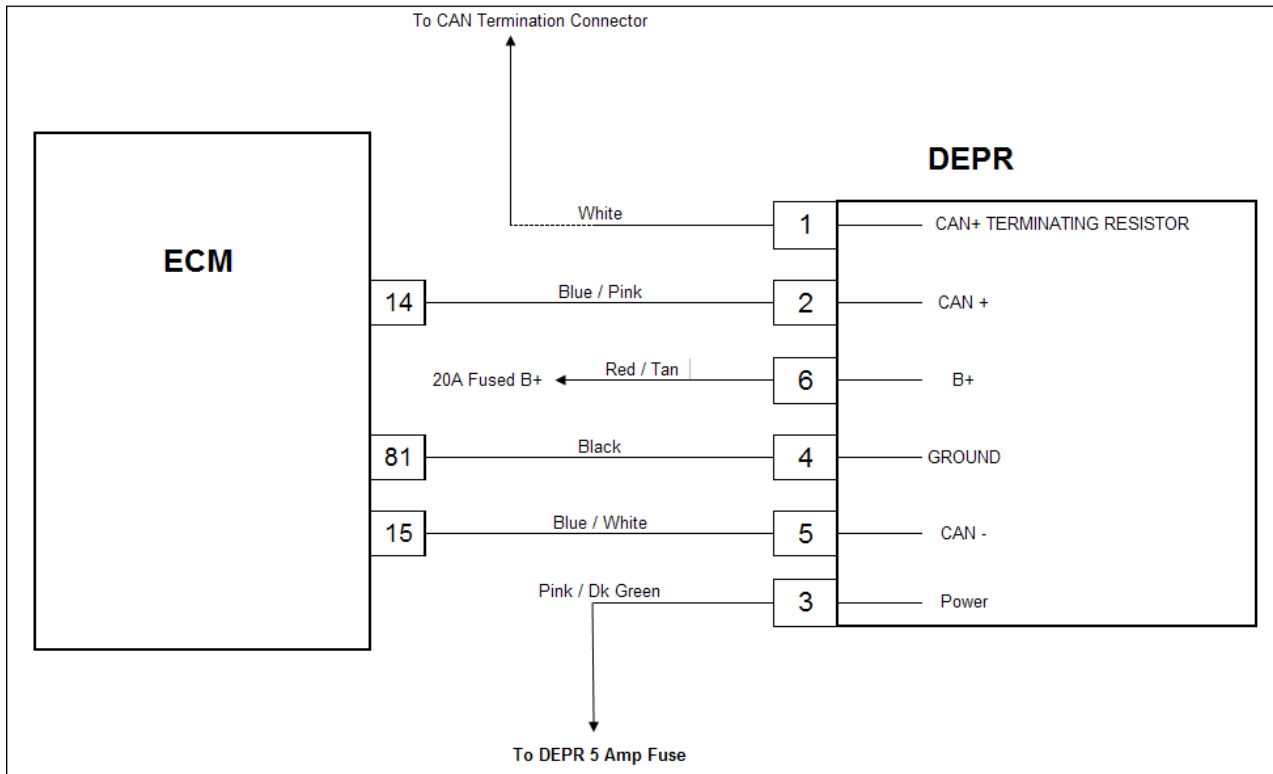 To CAN Termination Connector
DEPR
ECM
White
1
CAN+ TERMINATING RESISTOR
14
Blue / Pink
2
CAN +
20A Fused B+
Red / Tan
6
B+
81
Black
4
GROUND
15
Blue / White
5
CAN -
Pink / Dk Green
3
Power
To DEPR 5 Amp Fuse